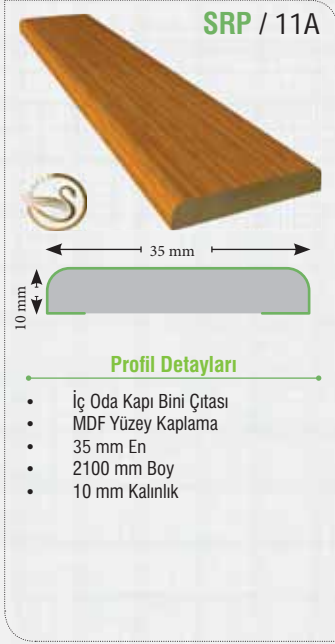 SRP / 11A
35 mm
10 mm
Profil Detayları
• İç Oda Kapı Bini Çıtası
• MDF Yüzey Kaplama
• 35 mm En
• 2100 mm Boy
• 10 mm Kalınlık